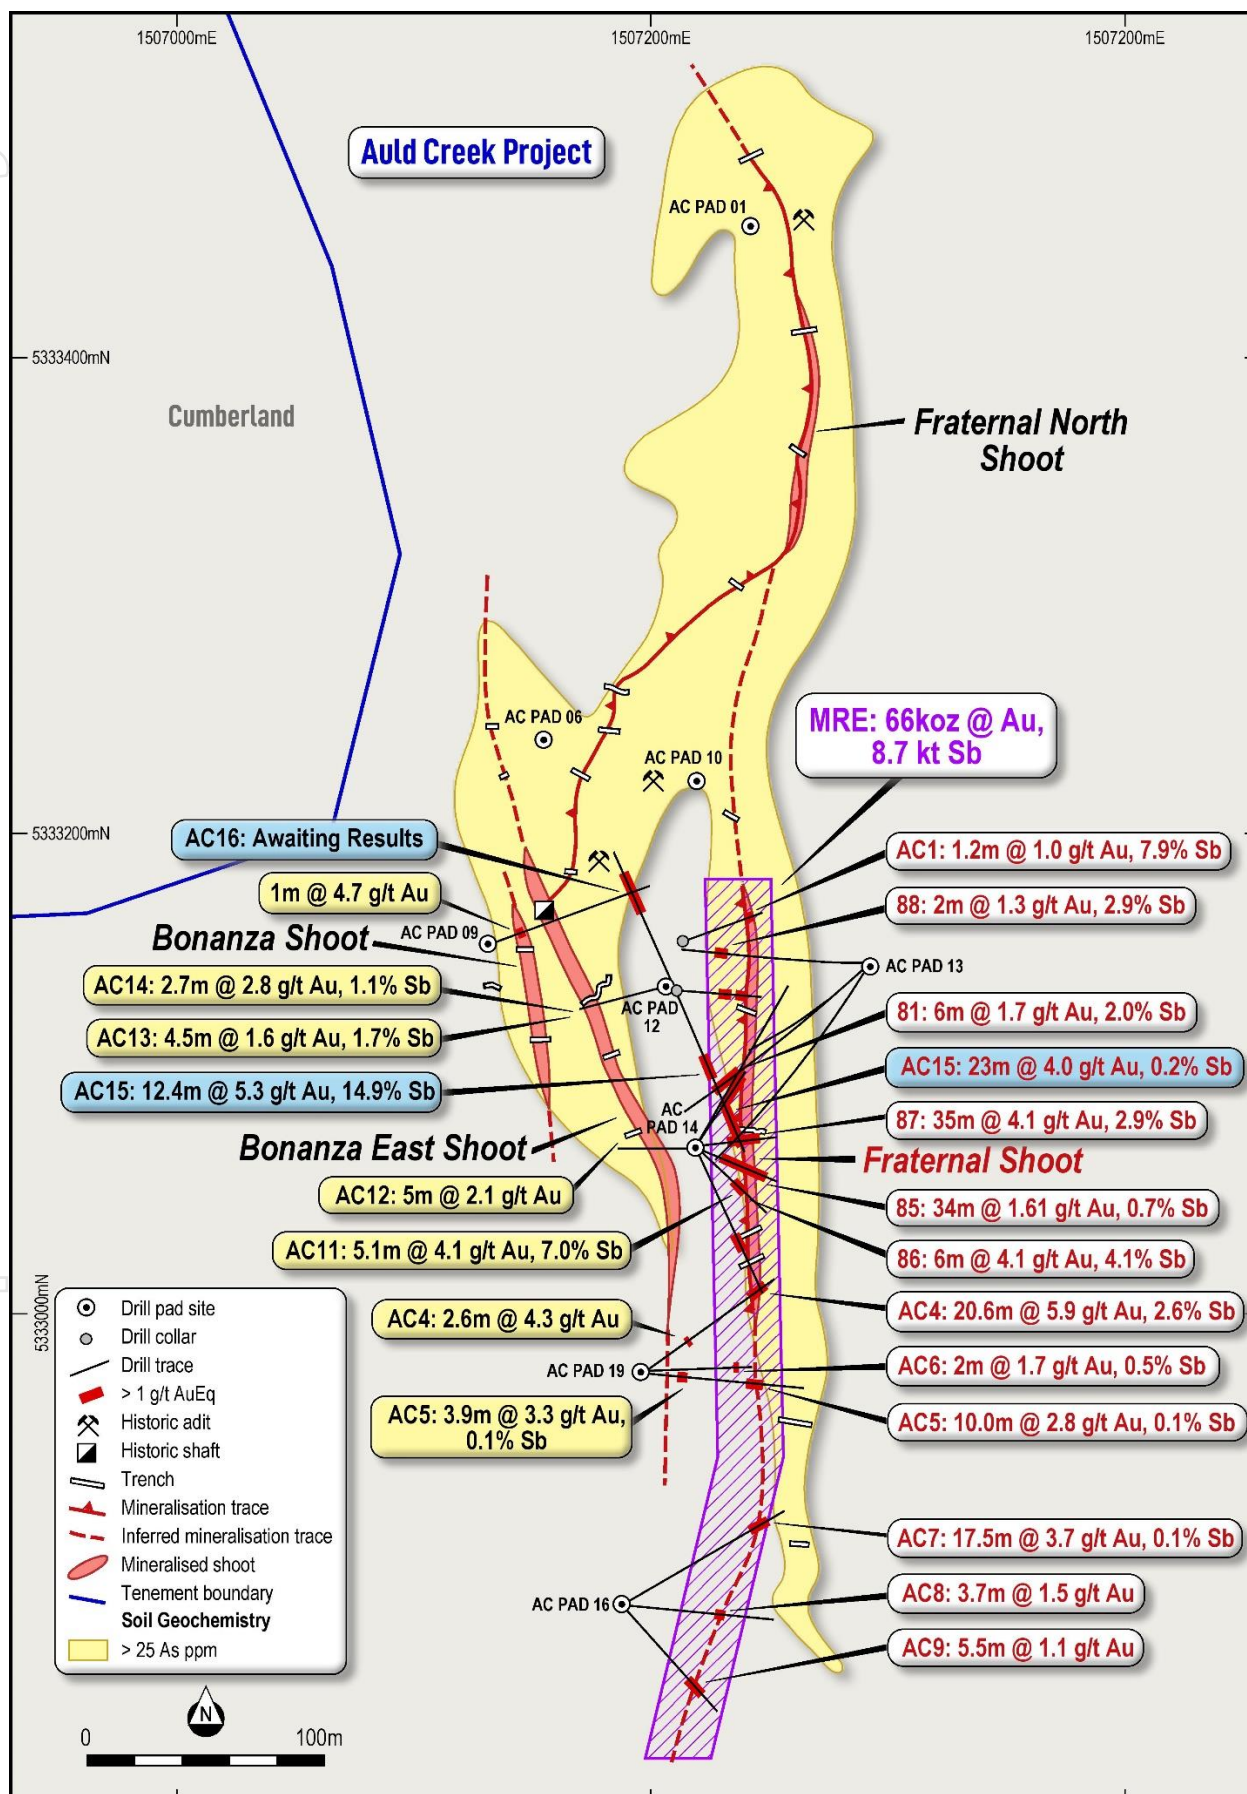 1507000mE
1507200mE
1507200mE
Auld Creek Project
AC PAD 01
5333400mN
Cumberland
Fraternal North
Shoot
AC PAD 06
AC PAD 10
MRE: 66koz @ Au,
8.7 kt Sb
5333200mN
AC16: Awaiting Results
AC1: 1.2m @ 1.0 g/t Au, 7.9% Sb
1m @ 4.7 g/t Au
88: 2m @ 1.3 g/t Au, 2.9% Sb
AC PAD 09
Bonanza Shoot
AC PAD 13
AC14: 2.7m @ 2.8 g/t Au, 1.1% Sb
AC PAD
12
81: 6m @ 1.7 g/t Au, 2.0% Sb
AC13: 4.5m @ 1.6 g/t Au, 1.7% Sb
AC15: 23m @ 4.0 g/t Au, 0.2% Sb
AC15: 12.4m @ 5.3 g/t Au, 14.9% Sb
AC
PAD 14
87: 35m @ 4.1 g/t Au, 2.9% Sb
Bonanza East Shoot
Fraternal Shoot
AC12: 5m @ 2.1 g/t Au
85: 34m @ 1.61 g/t Au, 0.7% Sb
AC11: 5.1m @ 4.1 g/t Au, 7.0% Sb
86: 6m @ 4.1 g/t Au, 4.1% Sb
5333000mN
AC4: 2.6m @ 4.3 g/t Au
AC4: 20.6m @ 5.9 g/t Au, 2.6% Sb
AC PAD 19
AC6: 2m @ 1.7 g/t Au, 0.5% Sb
AC5: 3.9m @ 3.3 g/t Au,
0.1% Sb
AC5: 10.0m @ 2.8 g/t Au, 0.1% Sb
AC7: 17.5m @ 3.7 g/t Au, 0.1% Sb
AC PAD 16
AC8: 3.7m @ 1.5 g/t Au
AC9: 5.5m @ 1.1 g/t Au
Drill pad site
Drill collar
Drill trace
> 1 g/t AuEq
Historic adit
Historic shaft
Trench
Mineralisation trace
Inferred mineralisation trace
Mineralised shoot
Tenement boundary
Soil Geochemistry
> 25 As ppm
N
0
100m